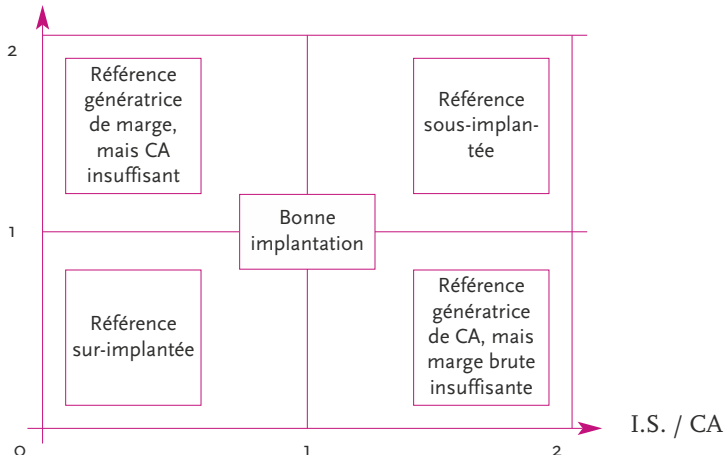 2
Référence
génératrice
de marge,
mais CA
insuffisant
Référence
sous-implan-
tée
1
Bonne
implantation
Référence
sur-implantée
Référence
génératrice
de CA, mais
marge brute
insuffisante
I.S. / CA
0
1
2